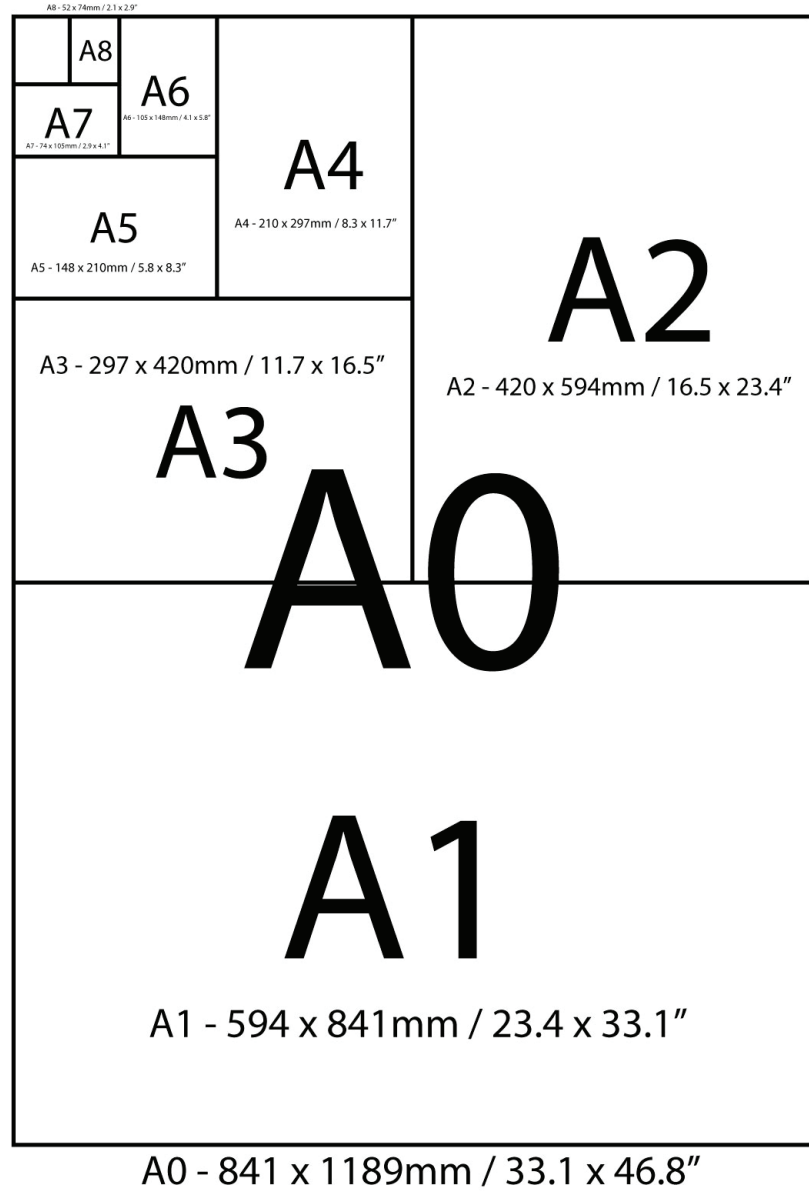 A8 - 52 x 74mm / 2.1 x 2.9”
A8
A6
A6 - 105 x 148mm / 4.1 x 5.8”
A7
A7 - 74 x 105mm / 2.9 x 4.1”
A4
A4 - 210 x 297mm / 8.3 x 11.7”
A5
A5 - 148 x 210mm / 5.8 x 8.3”
A2
A2 - 420 x 594mm / 16.5 x 23.4”
A3 - 297 x 420mm / 11.7 x 16.5”
A3
A0
A1
A1 - 594 x 841mm / 23.4 x 33.1”
A0 - 841 x 1189mm / 33.1 x 46.8”